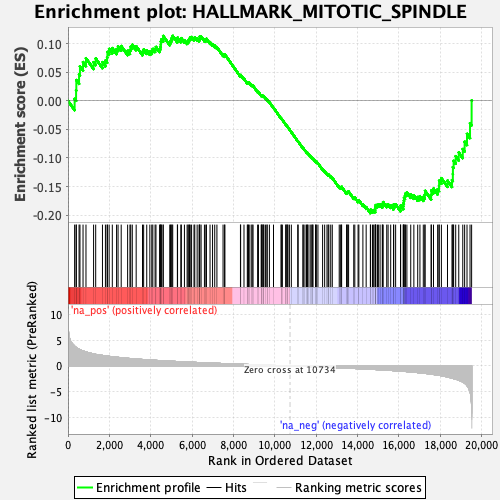 Enrichment plot: HALLMARK_MITOTIC_SPINDLE
Enrichment score (ES)
0.10
0.05
0.00
-0.05
-0.10
-0.15
-0.20
'na_pos' (positively correlated)
Ranked list metric (PreRanked)
10
5
0
-5
-10
Zero cross at 10734
'na_neg' (negatively correlated)
0
2,000
4,000
6,000
8,000
10,000
12,000
14,000
16,000
18,000
20,000
Rank in Ordered Dataset
Enrichment profile
Hits
Ranking metric scores